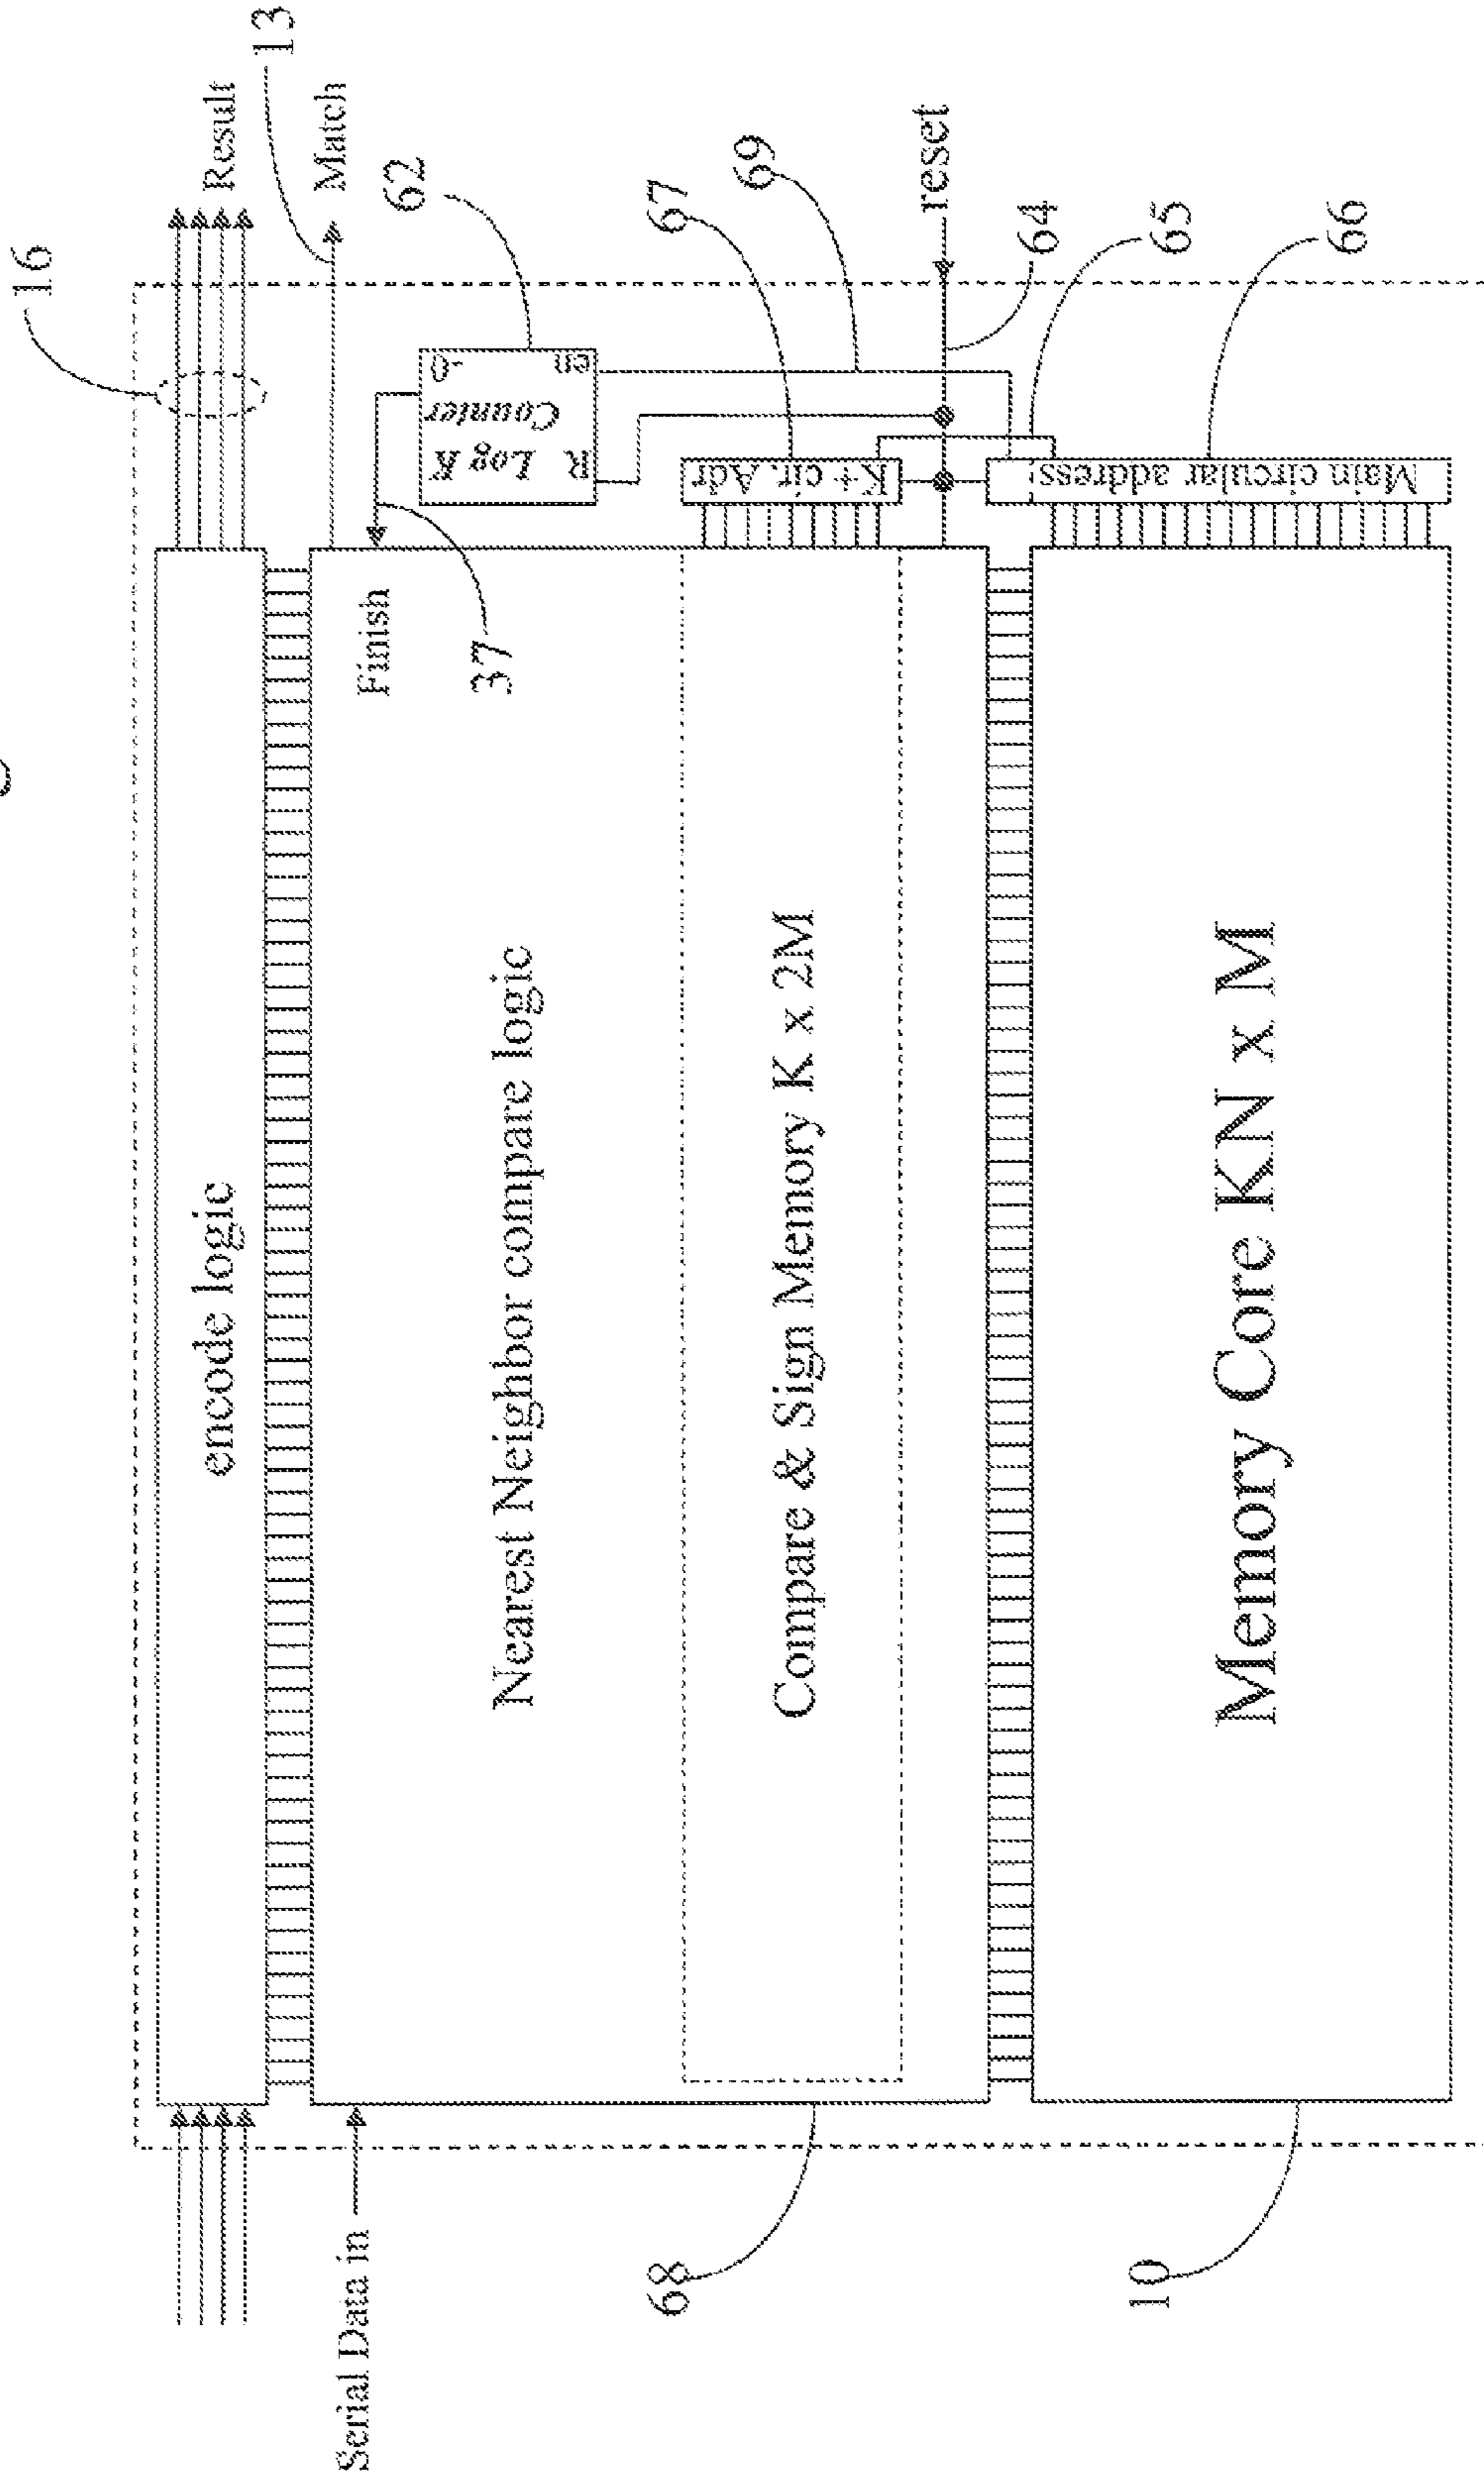 16
13
Result
Match
62
Log K
Counter
R
en
-0
Finish
37
67
69
reset
64
65
66
K+ cir. Adr
Main circular address
encode logic
Nearest Neighbor compare logic
Compare & Sign Memory K x 2M
Memory Core KN x M
Serial Data in
68
10